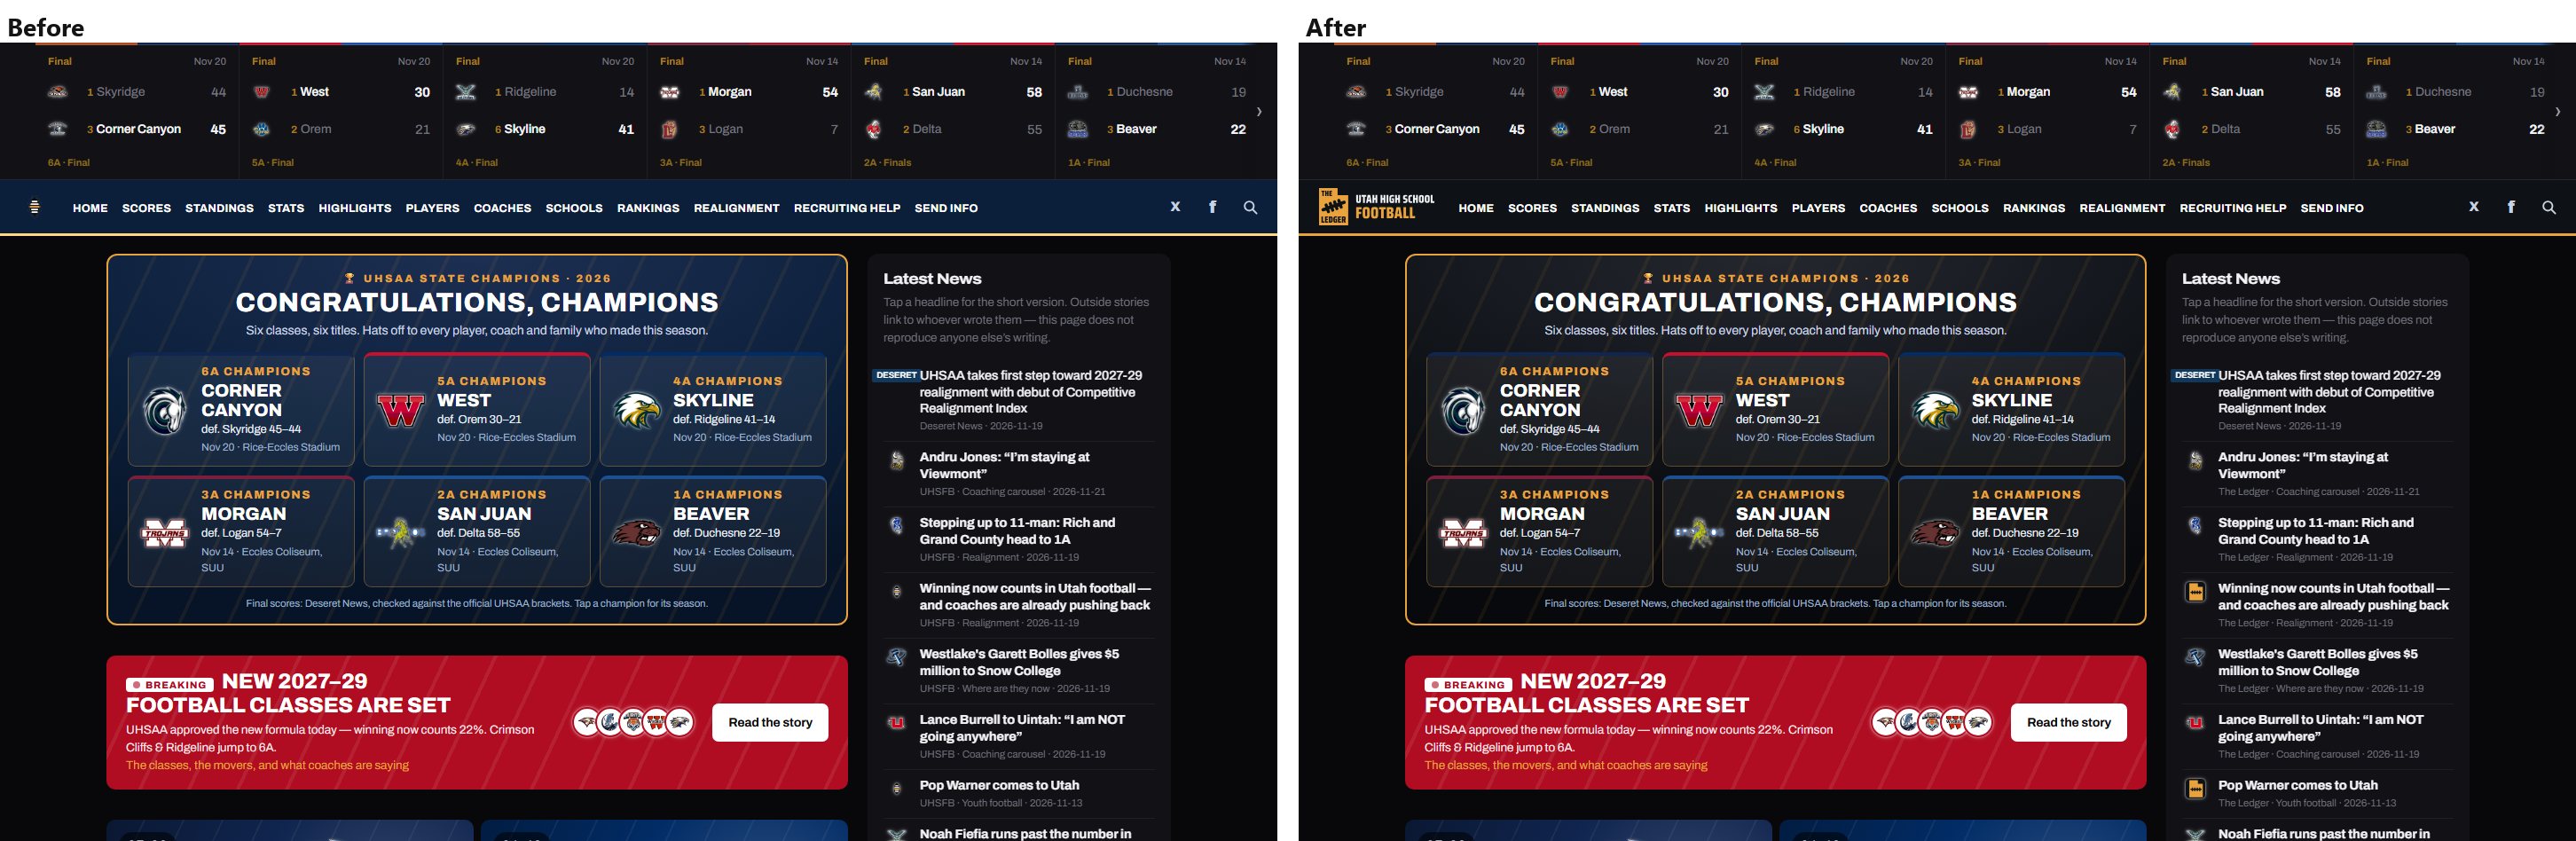 Before
Final Nov 20
1 Skyridge 44
3 Corner Canyon 45
6A · Final
Final Nov 20
1 West 30
2 Orem 21
5A · Final
Final Nov 20
1 Ridgeline 14
6 Skyline 41
4A · Final
Final Nov 14
1 Morgan 54
3 Logan 7
3A · Final
Final Nov 14
1 San Juan 58
2 Delta 55
2A · Finals
Final Nov 14
1 Duchesne 19
3 Beaver 22
1A · Final
HOME SCORES STANDINGS STATS HIGHLIGHTS PLAYERS COACHES SCHOOLS RANKINGS REALIGNMENT RECRUITING HELP SEND INFO X f
UHSAA STATE CHAMPIONS · 2026
CONGRATULATIONS, CHAMPIONS
Six classes, six titles. Hats off to every player, coach and family who made this season.
6A CHAMPIONS
CORNER
CANYON
def. Skyridge 45–44
Nov 20 · Rice-Eccles Stadium
W
5A CHAMPIONS
WEST
def. Orem 30–21
Nov 20 · Rice-Eccles Stadium
4A CHAMPIONS
SKYLINE
def. Ridgeline 41–14
Nov 20 · Rice-Eccles Stadium
TROJANS
3A CHAMPIONS
MORGAN
def. Logan 54–7
Nov 14 · Eccles Coliseum,
SUU
2A CHAMPIONS
SAN JUAN
def. Delta 58–55
Nov 14 · Eccles Coliseum,
SUU
1A CHAMPIONS
BEAVER
def. Duchesne 22–19
Nov 14 · Eccles Coliseum,
SUU
Final scores: Deseret News, checked against the official UHSAA brackets. Tap a champion for its season.
BREAKING NEW 2027–29
FOOTBALL CLASSES ARE SET
UHSAA approved the new formula today — winning now counts 22%. Crimson
Cliffs & Ridgeline jump to 6A.
The classes, the movers, and what coaches are saying
Read the story
Latest News
Tap a headline for the short version. Outside stories
link to whoever wrote them — this page does not
reproduce anyone else's writing.
DESERET UHSAA takes first step toward 2027-29
realignment with debut of Competitive
Realignment Index
Deseret News · 2026-11-19
Andru Jones: “I’m staying at
Viewmont”
UHSFB · Coaching carousel · 2026-11-21
Stepping up to 11-man: Rich and
Grand County head to 1A
UHSFB · Realignment · 2026-11-19
Winning now counts in Utah football —
and coaches are already pushing back
UHSFB · Realignment · 2026-11-19
Westlake's Garett Bolles gives $5
million to Snow College
UHSFB · Where are they now · 2026-11-19
Lance Burrell to Uintah: “I am NOT
going anywhere”
UHSFB · Coaching carousel · 2026-11-19
Pop Warner comes to Utah
UHSFB · Youth football · 2026-11-13
Noah Fiefia runs past the number in
After
Final Nov 20
1 Skyridge 44
3 Corner Canyon 45
6A · Final
Final Nov 20
1 West 30
2 Orem 21
5A · Final
Final Nov 20
1 Ridgeline 14
6 Skyline 41
4A · Final
Final Nov 14
1 Morgan 54
3 Logan 7
3A · Final
Final Nov 14
1 San Juan 58
2 Delta 55
2A · Finals
Final Nov 14
1 Duchesne 19
3 Beaver 22
1A · Final
THE
LEDGER
UTAH HIGH SCHOOL
FOOTBALL
HOME SCORES STANDINGS STATS HIGHLIGHTS PLAYERS COACHES SCHOOLS RANKINGS REALIGNMENT RECRUITING HELP SEND INFO X f
UHSAA STATE CHAMPIONS · 2026
CONGRATULATIONS, CHAMPIONS
Six classes, six titles. Hats off to every player, coach and family who made this season.
6A CHAMPIONS
CORNER
CANYON
def. Skyridge 45–44
Nov 20 · Rice-Eccles Stadium
W
5A CHAMPIONS
WEST
def. Orem 30–21
Nov 20 · Rice-Eccles Stadium
4A CHAMPIONS
SKYLINE
def. Ridgeline 41–14
Nov 20 · Rice-Eccles Stadium
TROJANS
3A CHAMPIONS
MORGAN
def. Logan 54–7
Nov 14 · Eccles Coliseum,
SUU
2A CHAMPIONS
SAN JUAN
def. Delta 58–55
Nov 14 · Eccles Coliseum,
SUU
1A CHAMPIONS
BEAVER
def. Duchesne 22–19
Nov 14 · Eccles Coliseum,
SUU
Final scores: Deseret News, checked against the official UHSAA brackets. Tap a champion for its season.
BREAKING NEW 2027–29
FOOTBALL CLASSES ARE SET
UHSAA approved the new formula today — winning now counts 22%. Crimson
Cliffs & Ridgeline jump to 6A.
The classes, the movers, and what coaches are saying
Read the story
Latest News
Tap a headline for the short version. Outside stories
link to whoever wrote them — this page does not
reproduce anyone else's writing.
DESERET UHSAA takes first step toward 2027-29
realignment with debut of Competitive
Realignment Index
Deseret News · 2026-11-19
Andru Jones: “I’m staying at
Viewmont”
The Ledger · Coaching carousel · 2026-11-21
Stepping up to 11-man: Rich and
Grand County head to 1A
The Ledger · Realignment · 2026-11-19
Winning now counts in Utah football —
and coaches are already pushing back
The Ledger · Realignment · 2026-11-19
Westlake's Garett Bolles gives $5
million to Snow College
The Ledger · Where are they now · 2026-11-19
Lance Burrell to Uintah: “I am NOT
going anywhere”
The Ledger · Coaching carousel · 2026-11-19
Pop Warner comes to Utah
The Ledger · Youth football · 2026-11-13
Noah Fiefia runs past the number in